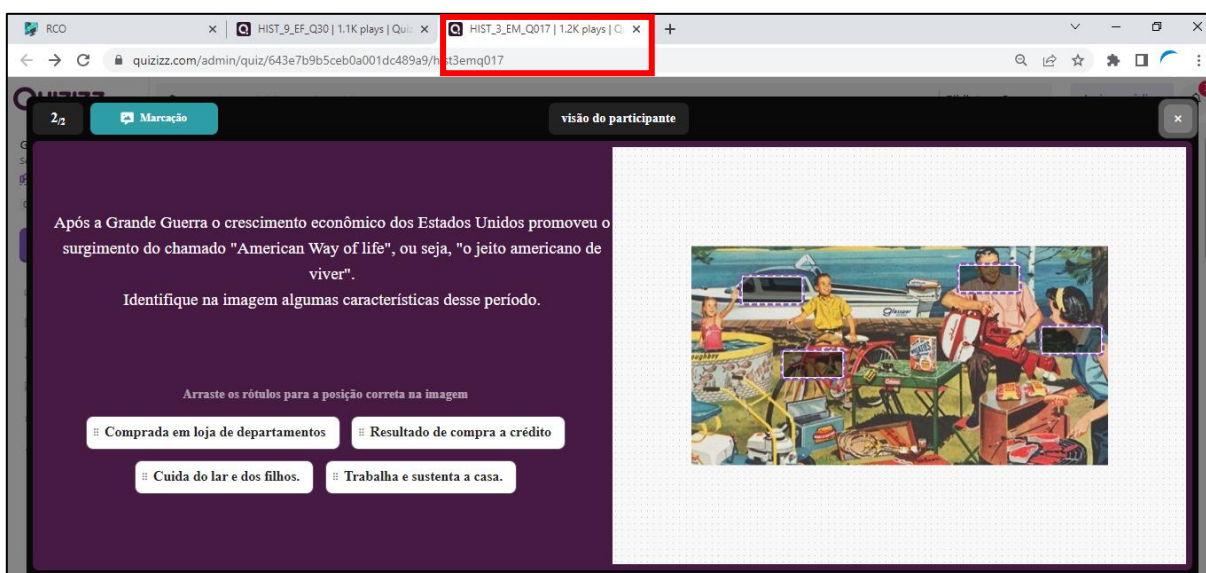 RCO
HIST_9_EF_Q30 | 1.1K plays | Qui
HIST_3_EM_Q017 | 1.2K plays | Q
quizizz.com/admin/quiz/643e7b9b5ceb0a001dc489a9/hist3emq017
2/2
Marcação
visão do participante
Após a Grande Guerra o crescimento econômico dos Estados Unidos promoveu o
surgimento do chamado "American Way of life", ou seja, "o jeito americano de
viver".
Identifique na imagem algumas características desse período.
Arraste os rótulos para a posição correta na imagem
Comprada em loja de departamentos
Resultado de compra a crédito
Cuida do lar e dos filhos.
Trabalha e sustenta a casa.